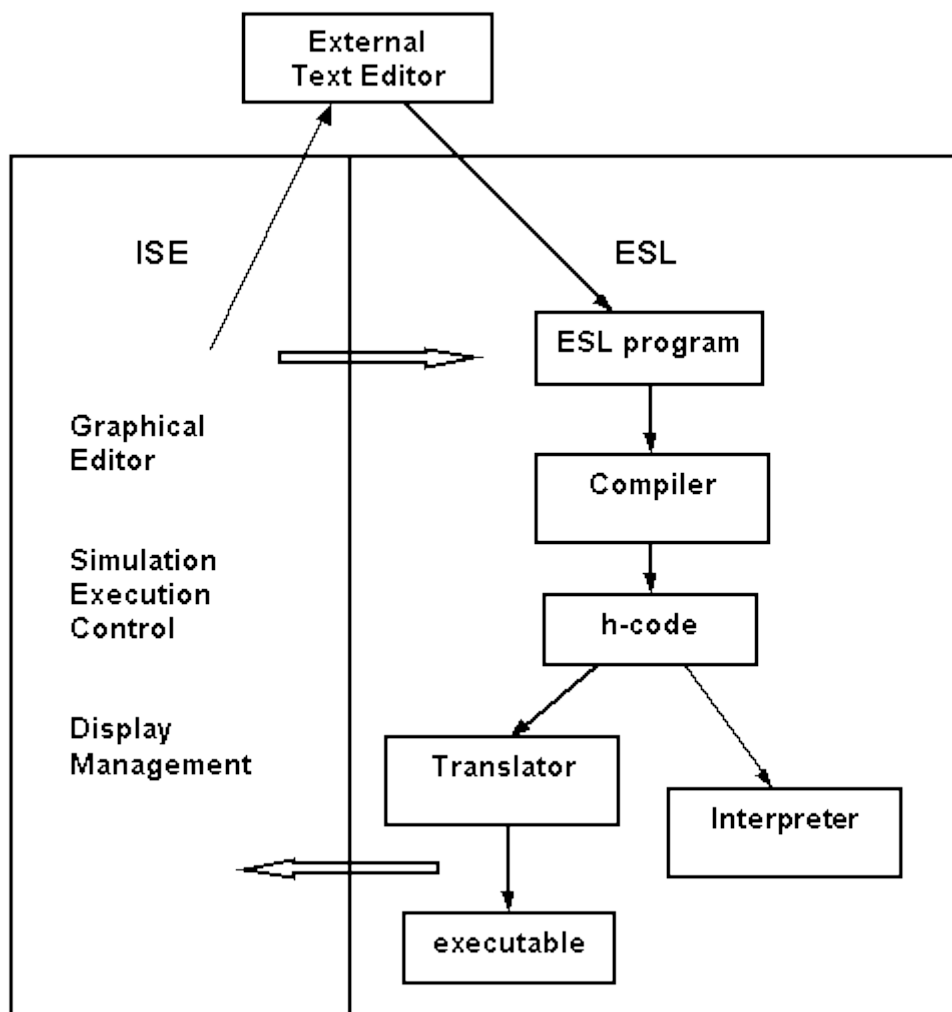 External
Text Editor
ISE
ESL
ESL program
Graphical
Editor
Compiler
Simulation
Execution
Control
h-code
Display
Management
Translator
Interpreter
executable